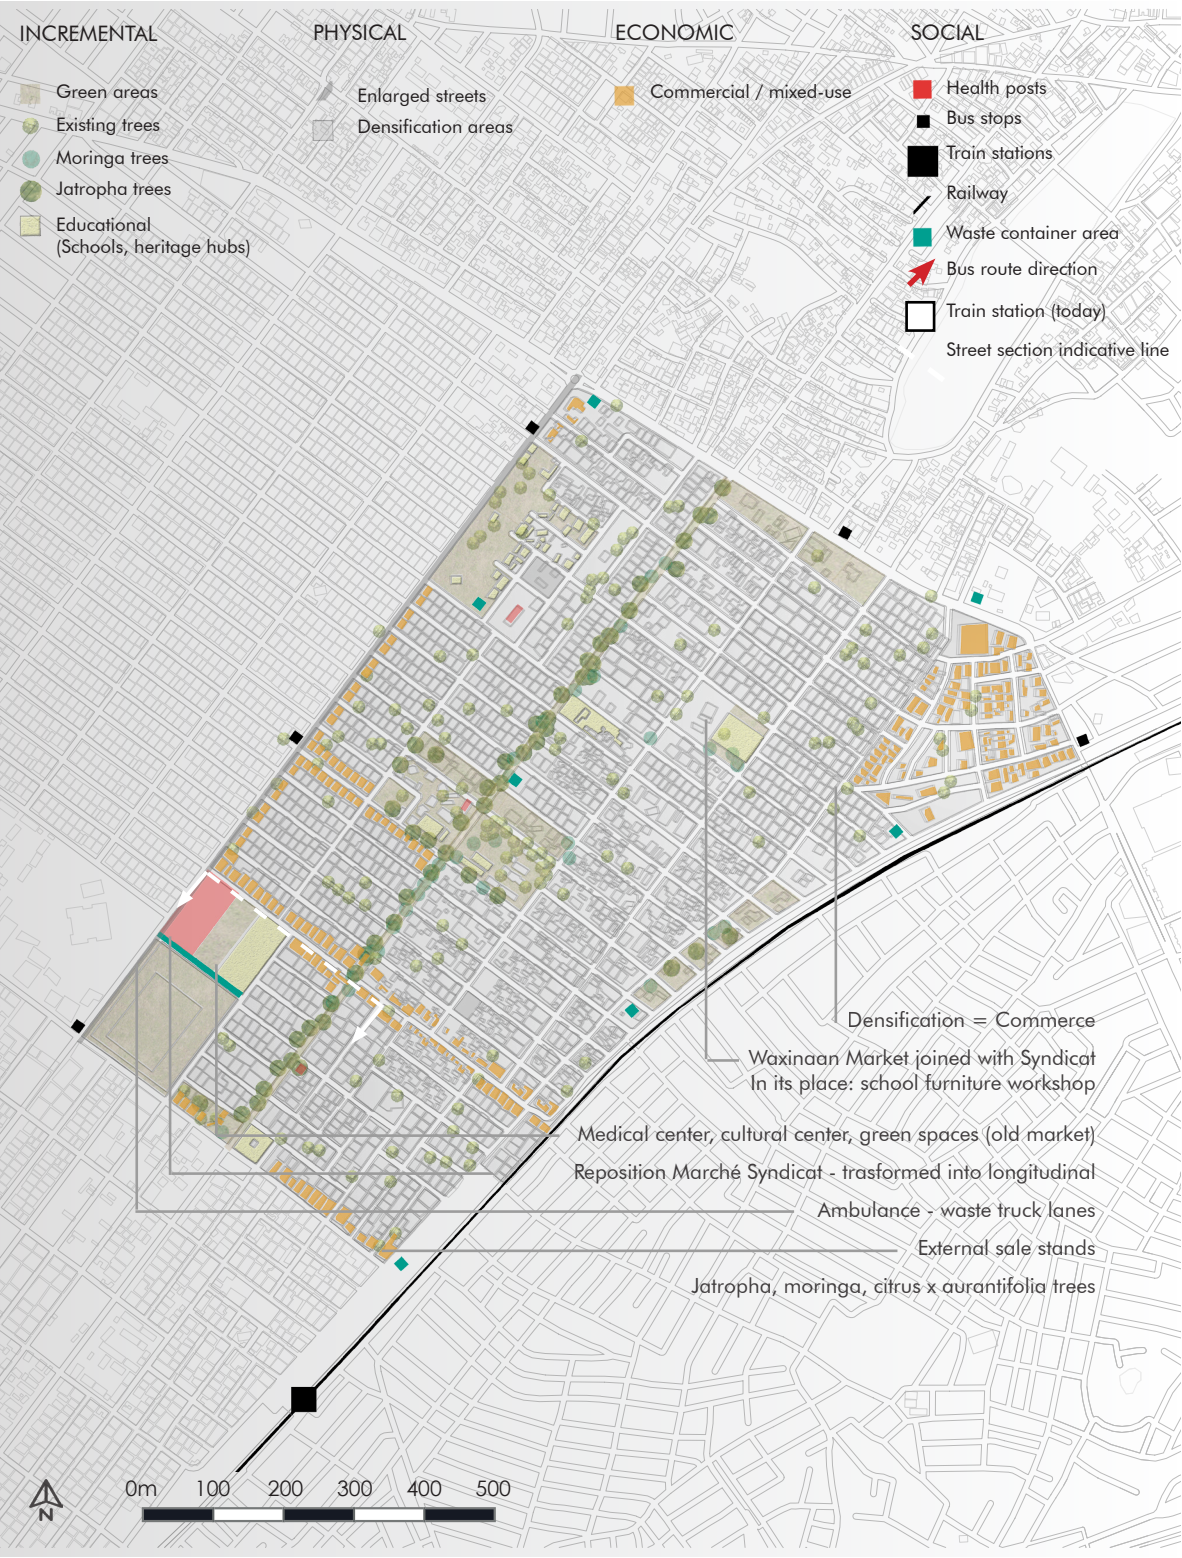 INCREMENTAL
Green areas
Existing trees
Moringa trees
Jatropha trees
Educational
(Schools, heritage hubs)
PHYSICAL
Enlarged streets
Densification areas
ECONOMIC
Commercial / mixed-use
SOCIAL
Health posts
Bus stops
Train stations
Railway
Waste container area
Bus route direction
Train station (today)
Street section indicative line
Densification = Commerce
Waxinaan Market joined with Syndicat
In its place: school furniture workshop
Medical center, cultural center, green spaces (old market)
Reposition Marché Syndicat - trasformed into longitudinal
Ambulance - waste truck lanes
External sale stands
Jatropha, moringa, citrus x aurantifolia trees
0m 100 200 300 400 500
N